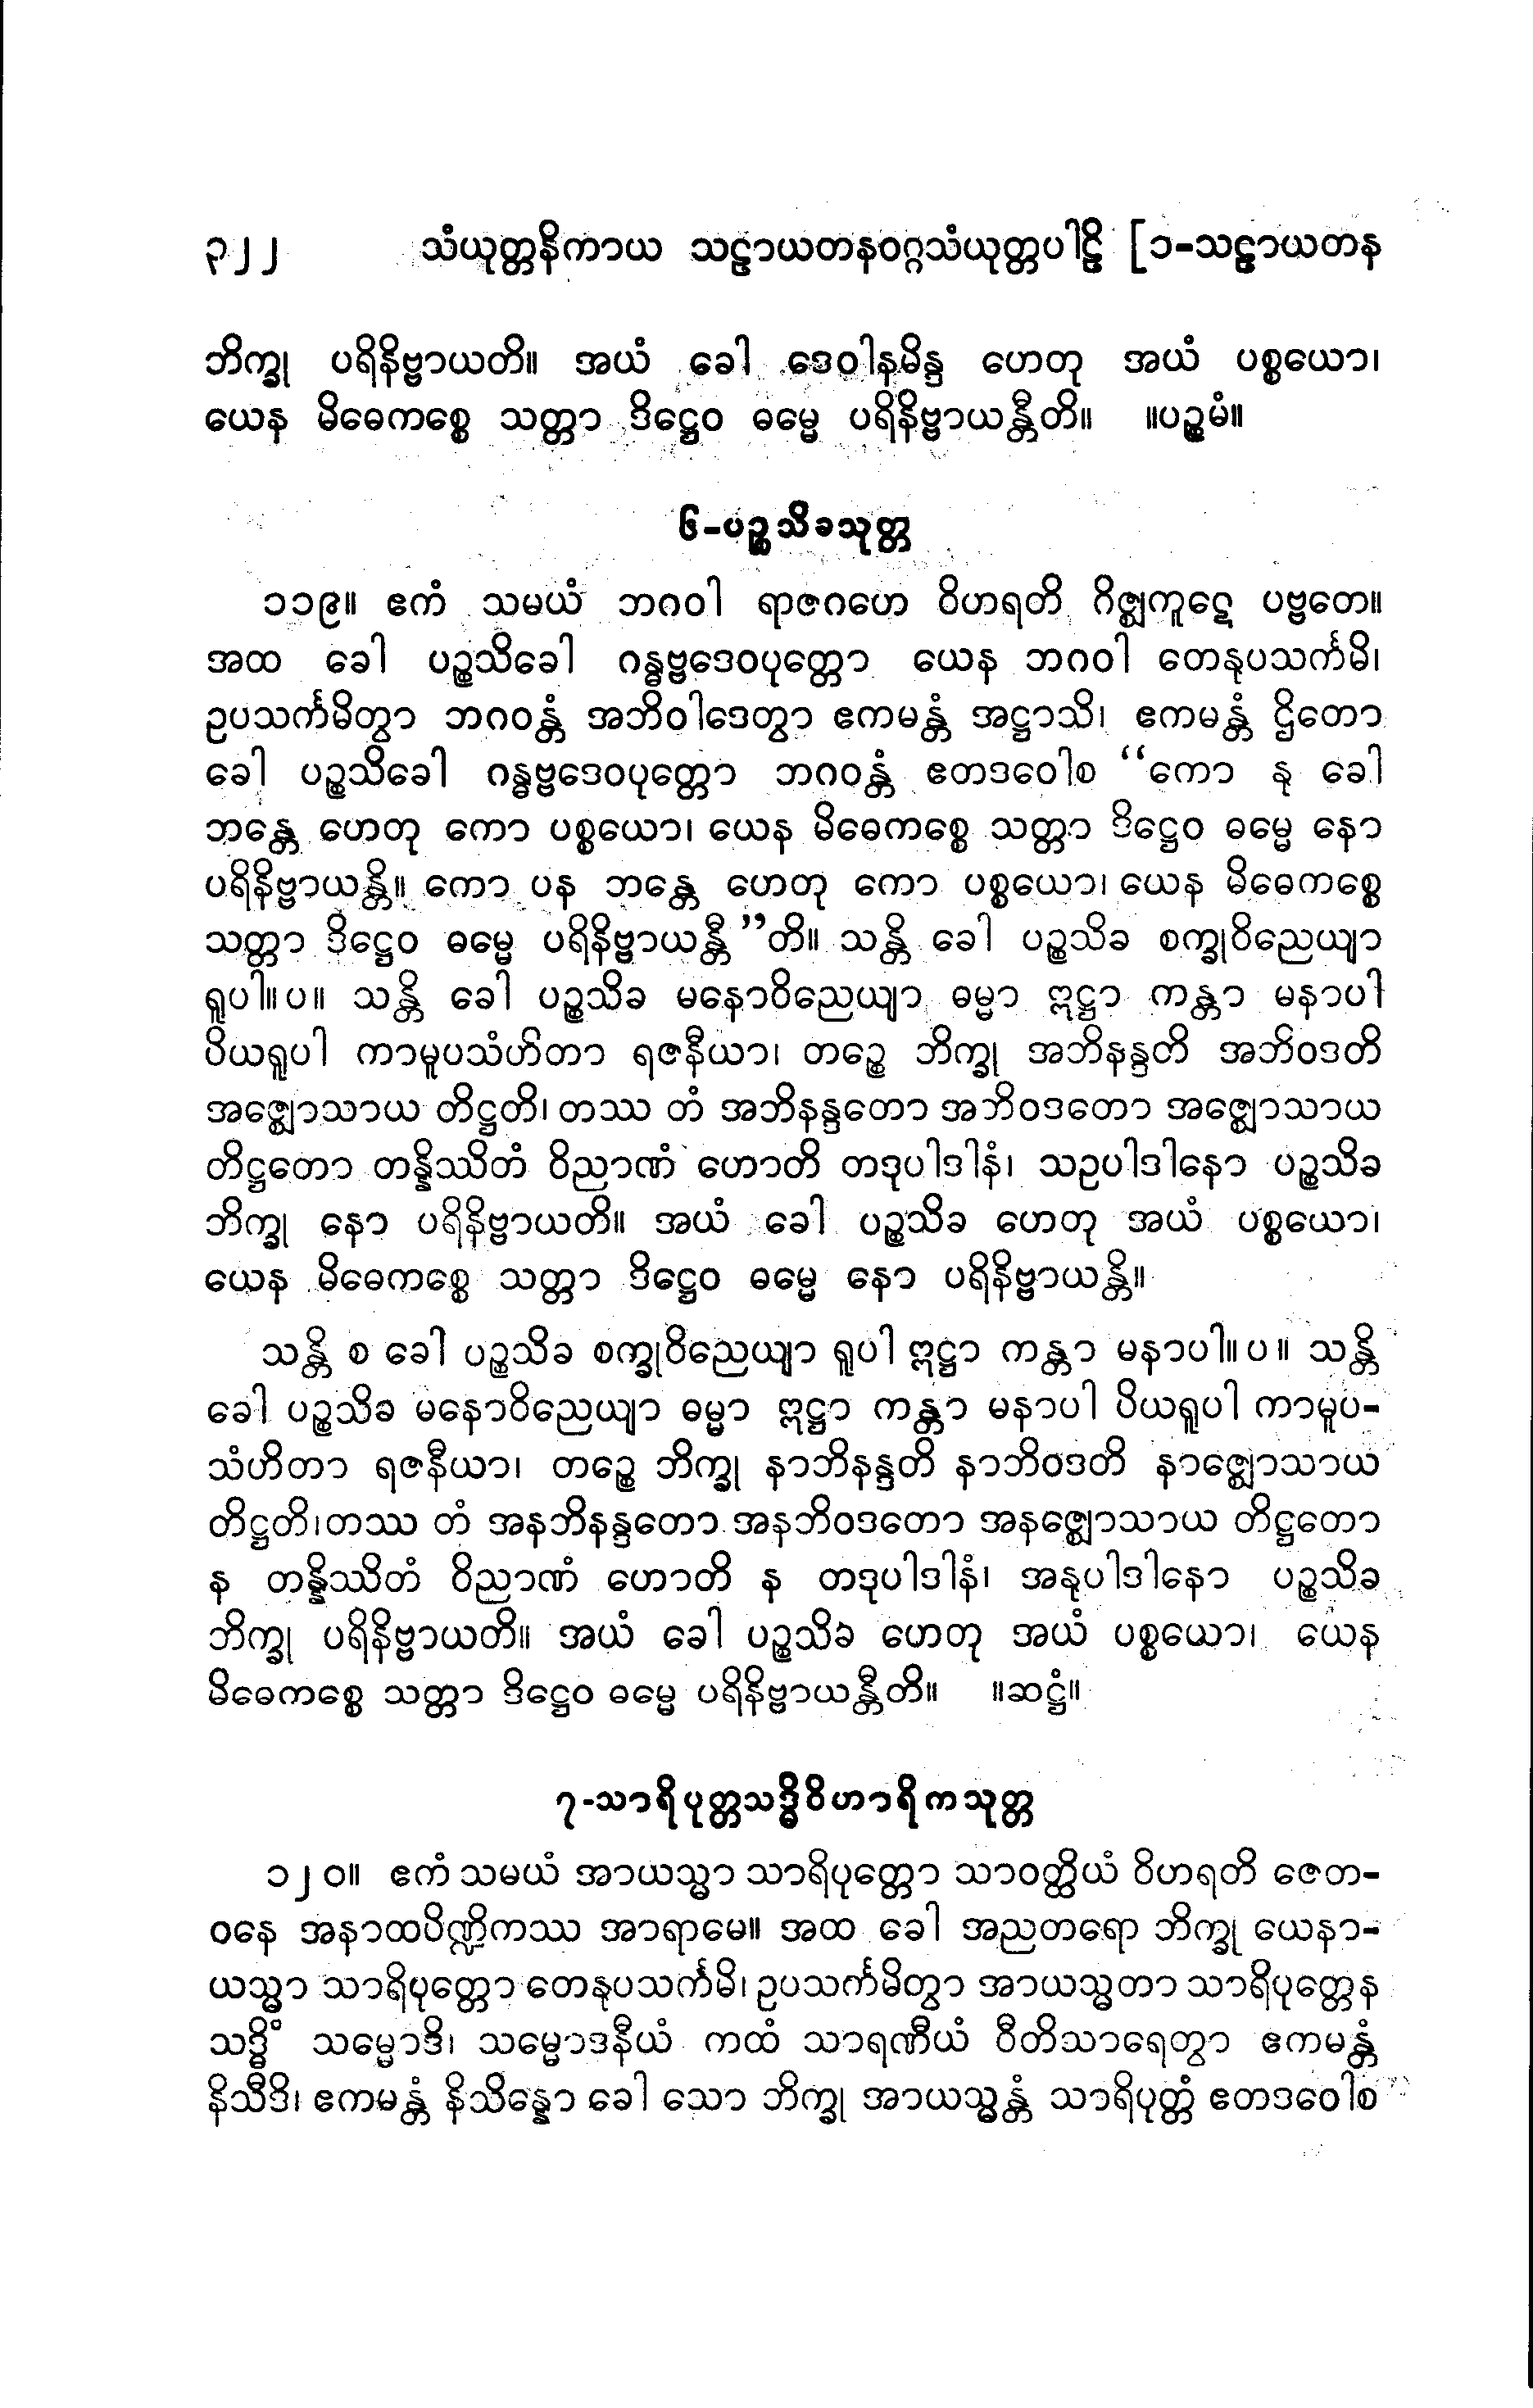 ၃၂၂ သံယုတ္တနိကာယ သဠာယတနဝဂ္ဂသံယုတ္တပါဠိ [၁-သဠာယတန
ဘိက္ခု ပရိနိဗ္ဗာယတိ။ အယံ ခေါ ဒေဝါနမိန္ဒ ဟေတု အယံ ပစ္စယော၊
ယေန မိဓေကစ္စေ သတ္တာ ဒိဋ္ဌေဝ ဓမ္မေ ပရိနိဗ္ဗာယန္တီတိ။ ။ပဉ္စမံ။
၆-ပဉ္စသိခသုတ္တ
၁၁၉။ ဧကံ သမယံ ဘဂဝါ ရာဇဂဟေ ဝိဟရတိ ဂိဇ္ဈကူဋေ ပဗ္ဗတေ။
အထ ခေါ ပဉ္စသိခေါ ဂန္ဓဗ္ဗဒေဝပုတ္တော ယေန ဘဂဝါ တေနုပသင်္ကမိ၊
ဥပသင်္ကမိတွာ ဘဂဝန္တံ အဘိဝါဒေတွာ ဧကမန္တံ အဋ္ဌာသိ၊ ဧကမန္တံ ဌိတော
ခေါ ပဉ္စသိခေါ ဂန္ဓဗ္ဗဒေဝပုတ္တော ဘဂဝန္တံ ဧတဒဝေါစ “ကော နု ခေါ
ဘန္တေ ဟေတု ကော ပစ္စယော၊ ယေန မိဓေကစ္စေ သတ္တာ ဒိဋ္ဌေဝ ဓမ္မေ နော
ပရိနိဗ္ဗာယန္တိ။ ကော ပန ဘန္တေ ဟေတု ကော ပစ္စယော၊ ယေန မိဓေကစ္စေ
သတ္တာ ဒိဋ္ဌေဝ ဓမ္မေ ပရိနိဗ္ဗာယန္တီ”တိ။ သန္တိ ခေါ ပဉ္စသိခ စက္ခုဝိညေယျာ
ရူပါ။ပ။ သန္တိ ခေါ ပဉ္စသိခ မနောဝိညေယျာ ဓမ္မာ ဣဋ္ဌာ ကန္တာ မနာပါ
ပိယရူပါ ကာမူပသံဟိတာ ရဇနီယာ၊ တဉ္စေ ဘိက္ခု အဘိနန္ဒတိ အဘိဝဒတိ
အဇ္ဈောသာယ တိဋ္ဌတိ၊ တဿ တံ အဘိနန္ဒတော အဘိဝဒတော အဇ္ဈောသာယ
တိဋ္ဌတော တန္နိဿိတံ ဝိညာဏံ ဟောတိ တဒုပါဒါနံ၊ သဥပါဒါနော ပဉ္စသိခ
ဘိက္ခု နော ပရိနိဗ္ဗာယတိ။ အယံ ခေါ ပဉ္စသိခ ဟေတု အယံ ပစ္စယော၊
ယေန မိဓေကစ္စေ သတ္တာ ဒိဋ္ဌေဝ ဓမ္မေ နော ပရိနိဗ္ဗာယန္တိ။
သန္တိ စ ခေါ ပဉ္စသိခ စက္ခုဝိညေယျာ ရူပါ ဣဋ္ဌာ ကန္တာ မနာပါ။ပ။ သန္တိ
ခေါ ပဉ္စသိခ မနောဝိညေယျာ ဓမ္မာ ဣဋ္ဌာ ကန္တာ မနာပါ ပိယရူပါ ကာမူပ-
သံဟိတာ ရဇနီယာ၊ တဉ္စေ ဘိက္ခု နာဘိနန္ဒတိ နာဘိဝဒတိ နာဇ္ဈောသာယ
တိဋ္ဌတိ၊တဿ တံ အနဘိနန္ဒတော အနဘိဝဒတော အနဇ္ဈောသာယ တိဋ္ဌတော
န တန္နိဿိတံ ဝိညာဏံ ဟောတိ န တဒုပါဒါနံ၊ အနုပါဒါနော ပဉ္စသိခ
ဘိက္ခု ပရိနိဗ္ဗာယတိ။ အယံ ခေါ ပဉ္စသိခ ဟေတု အယံ ပစ္စယော၊ ယေန
မိဓေကစ္စေ သတ္တာ ဒိဋ္ဌေဝ ဓမ္မေ ပရိနိဗ္ဗာယန္တီတိ။ ။ဆဋ္ဌံ။
၇-သာရိပုတ္တသဒ္ဓိဝိဟာရိကသုတ္တ
၁၂၀။ ဧကံ သမယံ အာယသ္မာ သာရိပုတ္တော သာဝတ္ထိယံ ဝိဟရတိ ဇေတ-
ဝနေ အနာထပိဏ္ဍိကဿ အာရာမေ။ အထ ခေါ အညတရော ဘိက္ခု ယေနာ-
ယသ္မာ သာရိပုတ္တော တေနုပသင်္ကမိ၊ ဥပသင်္ကမိတွာ အာယသ္မတာ သာရိပုတ္တေန
သဒ္ဓိံ သမ္မောဒိ၊ သမ္မောဒနီယံ ကထံ သာရဏီယံ ဝီတိသာရေတွာ ဧကမန္တံ
နိသီဒိ၊ ဧကမန္တံ နိသိန္နော ခေါ သော ဘိက္ခု အာယသ္မန္တံ သာရိပုတ္တံ ဧတဒဝေါစ